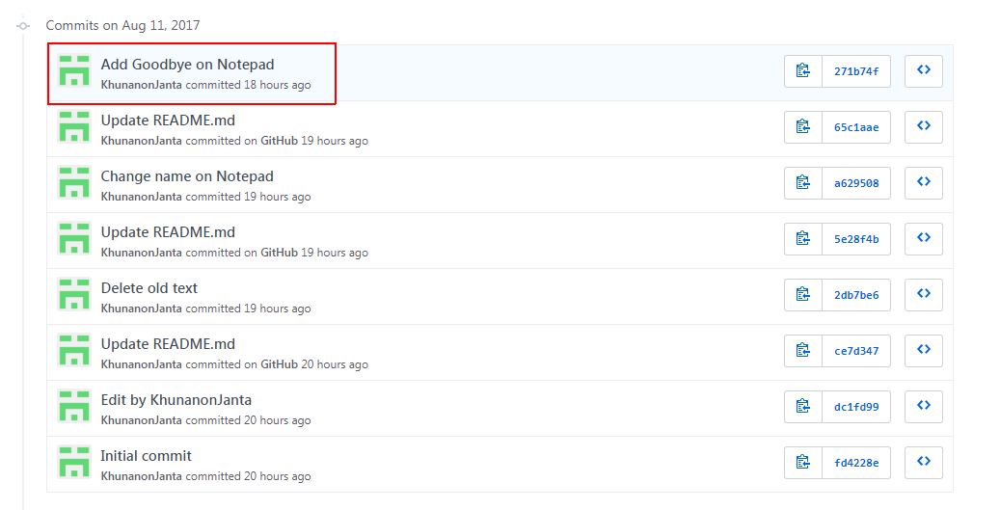 Commits on Aug 11, 2017
Add Goodbye on Notepad
KhunanonJanta committed 18 hours ago
271b74f
Update README.md
KhunanonJanta committed on GitHub 19 hours ago
65c1aae
Change name on Notepad
KhunanonJanta committed 19 hours ago
a629508
Update README.md
KhunanonJanta committed on GitHub 19 hours ago
5e28f4b
Delete old text
KhunanonJanta committed 19 hours ago
2db7be6
Update README.md
KhunanonJanta committed on GitHub 20 hours ago
ce7d347
Edit by KhunanonJanta
KhunanonJanta committed 20 hours ago
dc1fd99
Initial commit
KhunanonJanta committed 20 hours ago
fd4228e